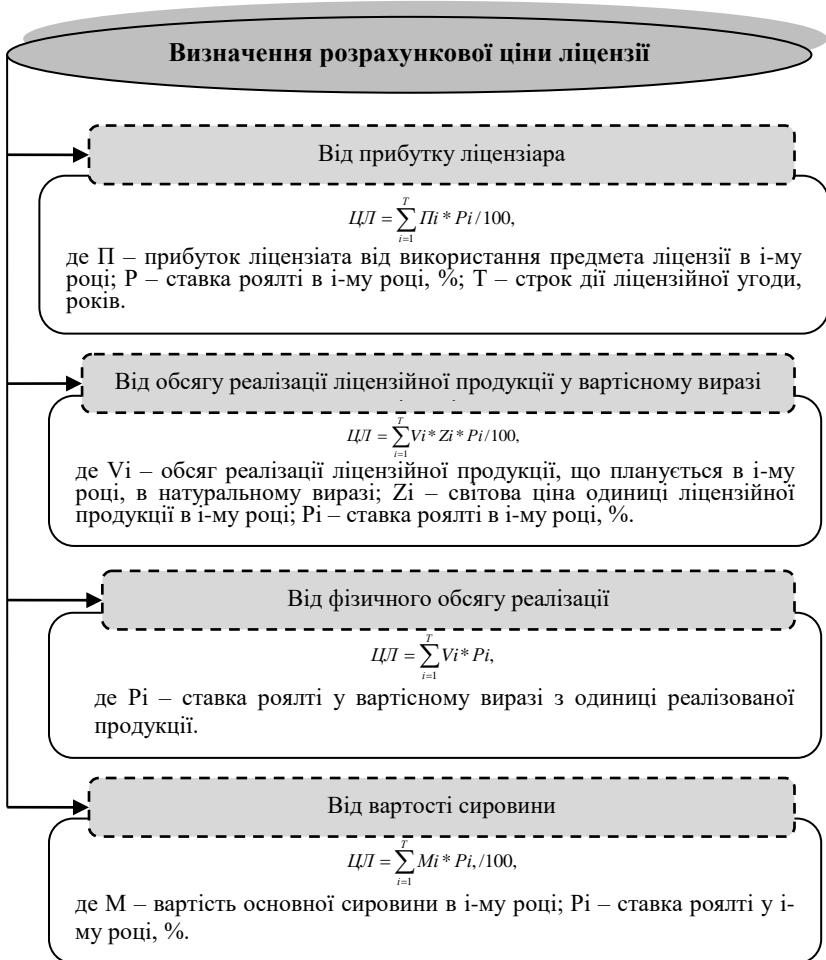 Визначення розрахункової ціни ліцензії
Від прибутку ліцензіара
ЦЛ = ∑_{i=1}^{T} Пi * Pi /100,
де П – прибуток ліцензіата від використання предмета ліцензії в i-му
році; Р – ставка роялті в i-му році, %; Т – строк дії ліцензійної угоди,
років.
Від обсягу реалізації ліцензійної продукції у вартісному виразі
ЦЛ = ∑_{i=1}^{T} Vi * Zi * Pi/100,
де Vi – обсяг реалізації ліцензійної продукції, що планується в i-му
році, в натуральному виразі; Zi – світова ціна одиниці ліцензійної
продукції в i-му році; Рi – ставка роялті в i-му році, %.
Від фізичного обсягу реалізації
ЦЛ = ∑_{i=1}^{T} Vi * Pi,
де Рi – ставка роялті у вартісному виразі з одиниці реалізованої
продукції.
Від вартості сировини
ЦЛ = ∑_{i=1}^{T} Mi * Pi, /100,
де М – вартість основної сировини в i-му році; Рi – ставка роялті у i-
му році, %.